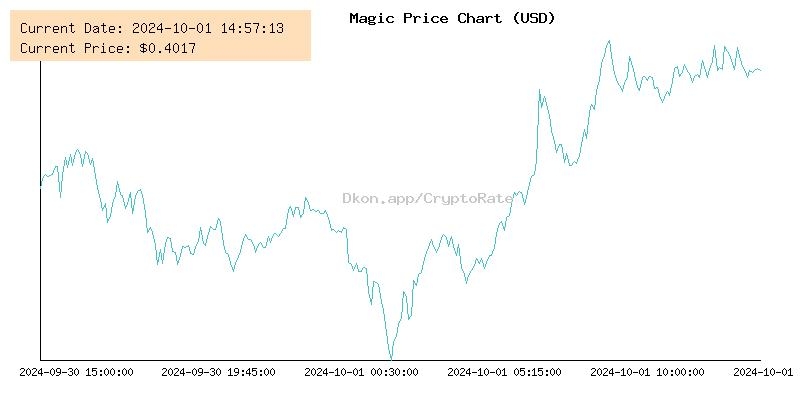 Magic Price Chart (USD)
Current Date: 2024-10-01 14:57:13
Current Price: $0.4017
Dkon.app/CryptoRate
2024-09-30 15:00:00 2024-09-30 19:45:00 2024-10-01 00:30:00 2024-10-01 05:15:00 2024-10-01 10:00:00 2024-10-01